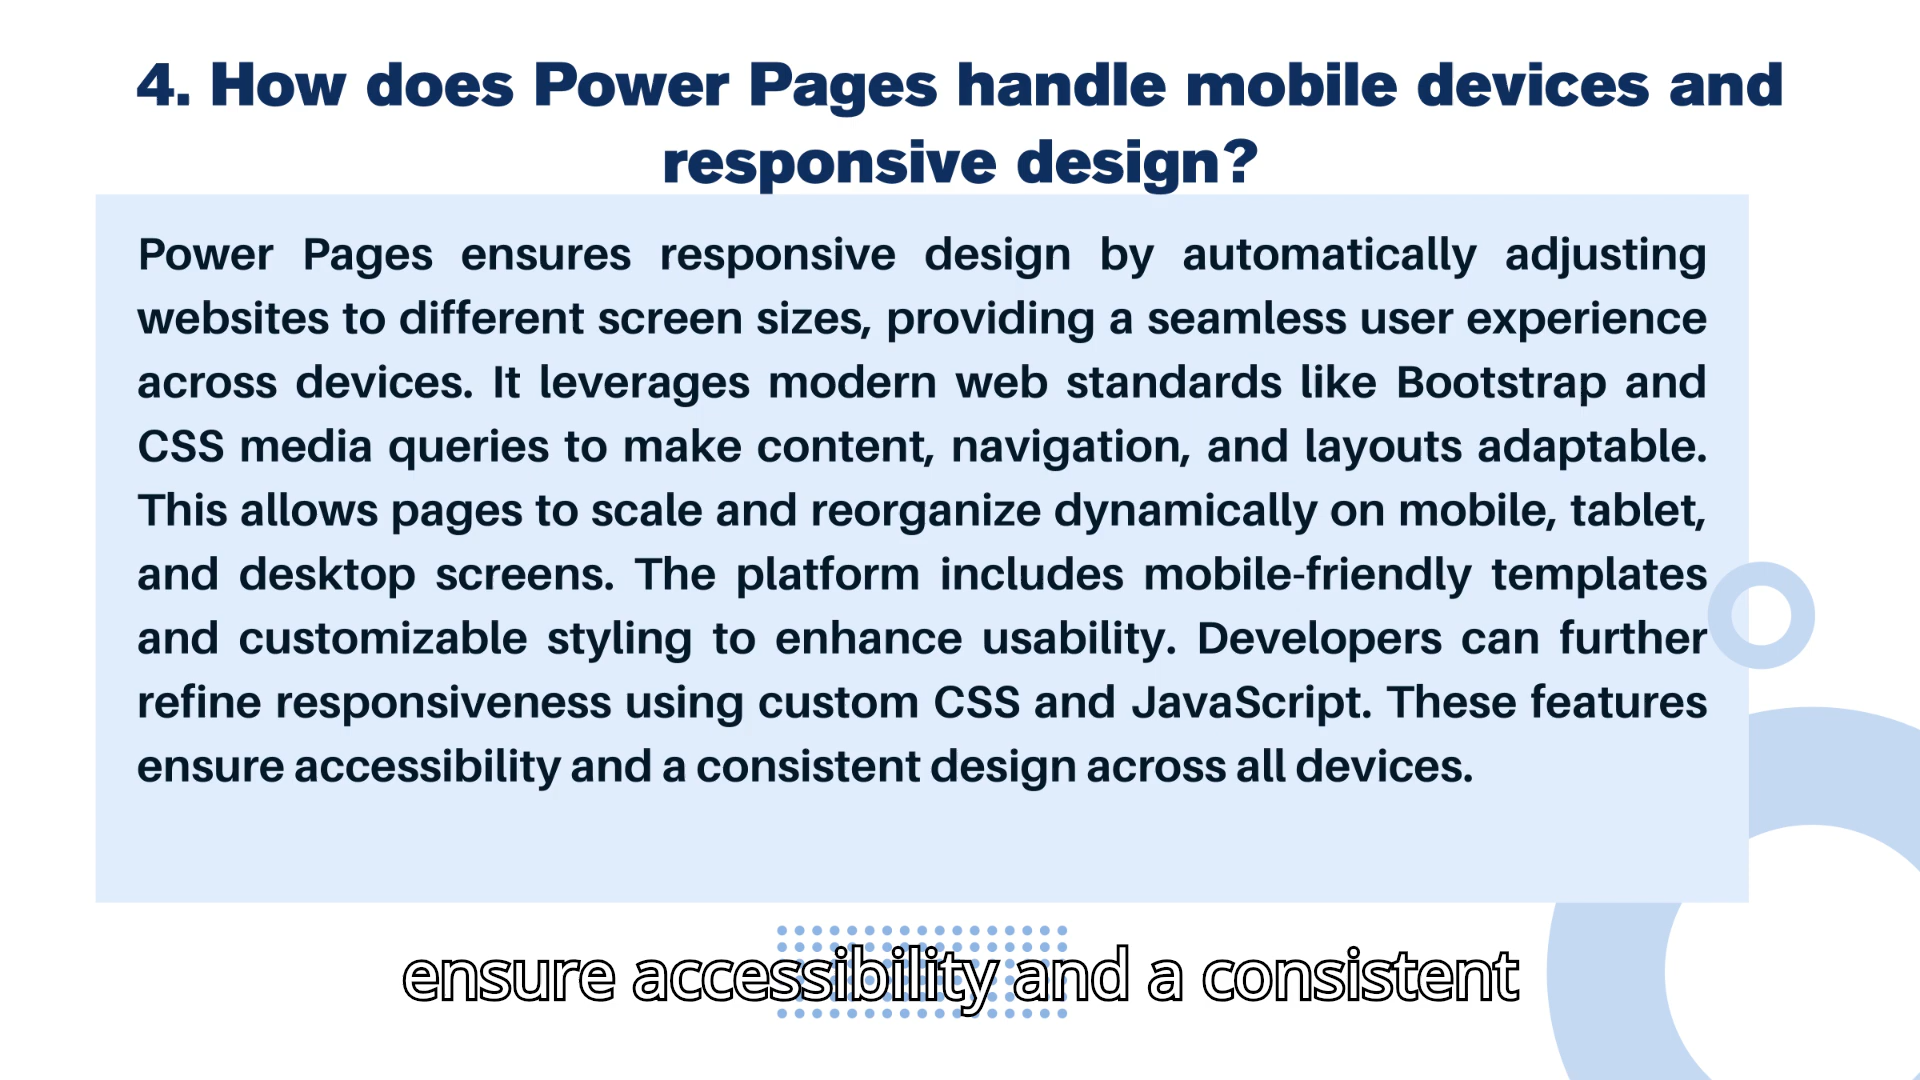 4. How does Power Pages handle mobile devices and
responsive design?
Power Pages ensures responsive design by automatically adjusting
websites to different screen sizes, providing a seamless user experience
across devices. It leverages modern web standards like Bootstrap and
CSS media queries to make content, navigation, and layouts adaptable.
This allows pages to scale and reorganize dynamically on mobile, tablet,
and desktop screens. The platform includes mobile-friendly templates
and customizable styling to enhance usability. Developers can further
refine responsiveness using custom CSS and JavaScript. These features
ensure accessibility and a consistent design across all devices.
ensure accessibility and a consistent